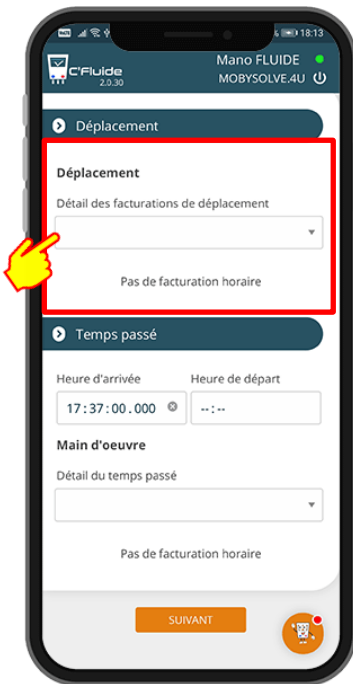 18:13
C'Fluide
2.0.30
Mano FLUIDE
MOBYSOLVE.4U
Déplacement
Déplacement
Détail des facturations de déplacement
Pas de facturation horaire
Temps passé
Heure d'arrivée Heure de départ
17:37:00.000 --:--
Main d'oeuvre
Détail du temps passé
Pas de facturation horaire
SUIVANT